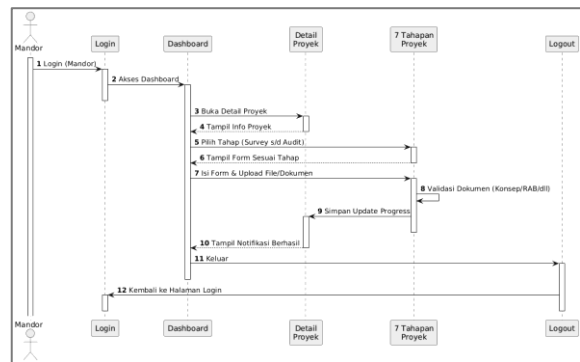 Mandor
Login
Dashboard
Detail
Proyek
7 Tahapan
Proyek
Logout
1 Login (Mandor)
2 Akses Dashboard
3 Buka Detail Proyek
4 Tampil Info Proyek
5 Pilih Tahap (Survey s/d Audit)
6 Tampil Form Sesuai Tahap
7 Isi Form & Upload File/Dokumen
8 Validasi Dokumen (Konsep/RAB/dll)
9 Simpan Update Progress
10 Tampil Notifikasi Berhasil
11 Keluar
12 Kembali ke Halaman Login
Mandor
Login
Dashboard
Detail
Proyek
7 Tahapan
Proyek
Logout